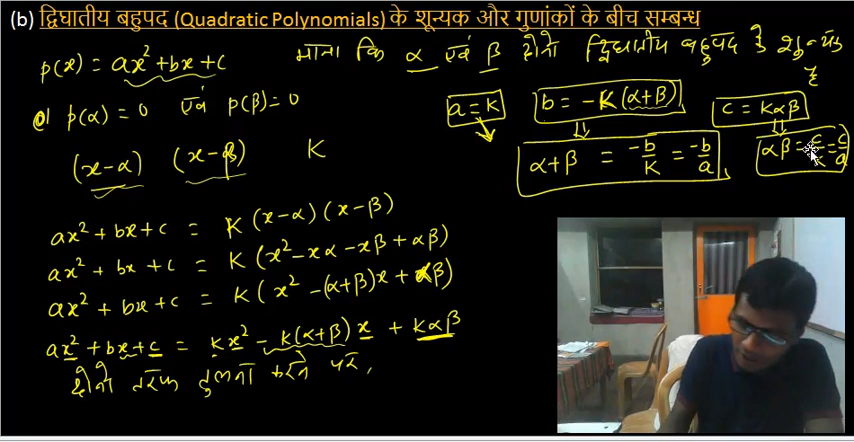 (b) द्विघातीय बहुपद (Quadratic Polynomials) के शून्यक और गुणांकों के बीच सम्बन्ध
p(x) = ax² + bx + c
माना कि α एवं β दोनों द्विघातीय बहुपद के शून्यक है
p(α) = 0 एवं p(β) = 0
a = K
b = -K(α+β)
c = Kαβ
(x-α) (x-β) K
α+β = -b/K = -b/a
αβ = c/K = c/a
ax² + bx + c = K(x-α)(x-β)
ax² + bx + c = K(x² - xα - xβ + αβ)
ax² + bx + c = K(x² - (α+β)x + αβ)
ax² + bx + c = Kx² - K(α+β)x + Kαβ
दोनो तरफ तुलना करने पर,